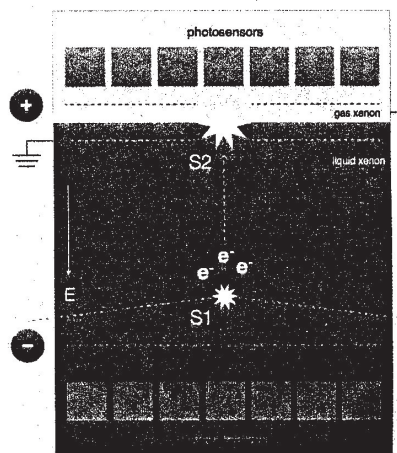 photosensors
+
gas xenon
S2
liquid xenon
e⁻
e⁻ e⁻
E
S1
−